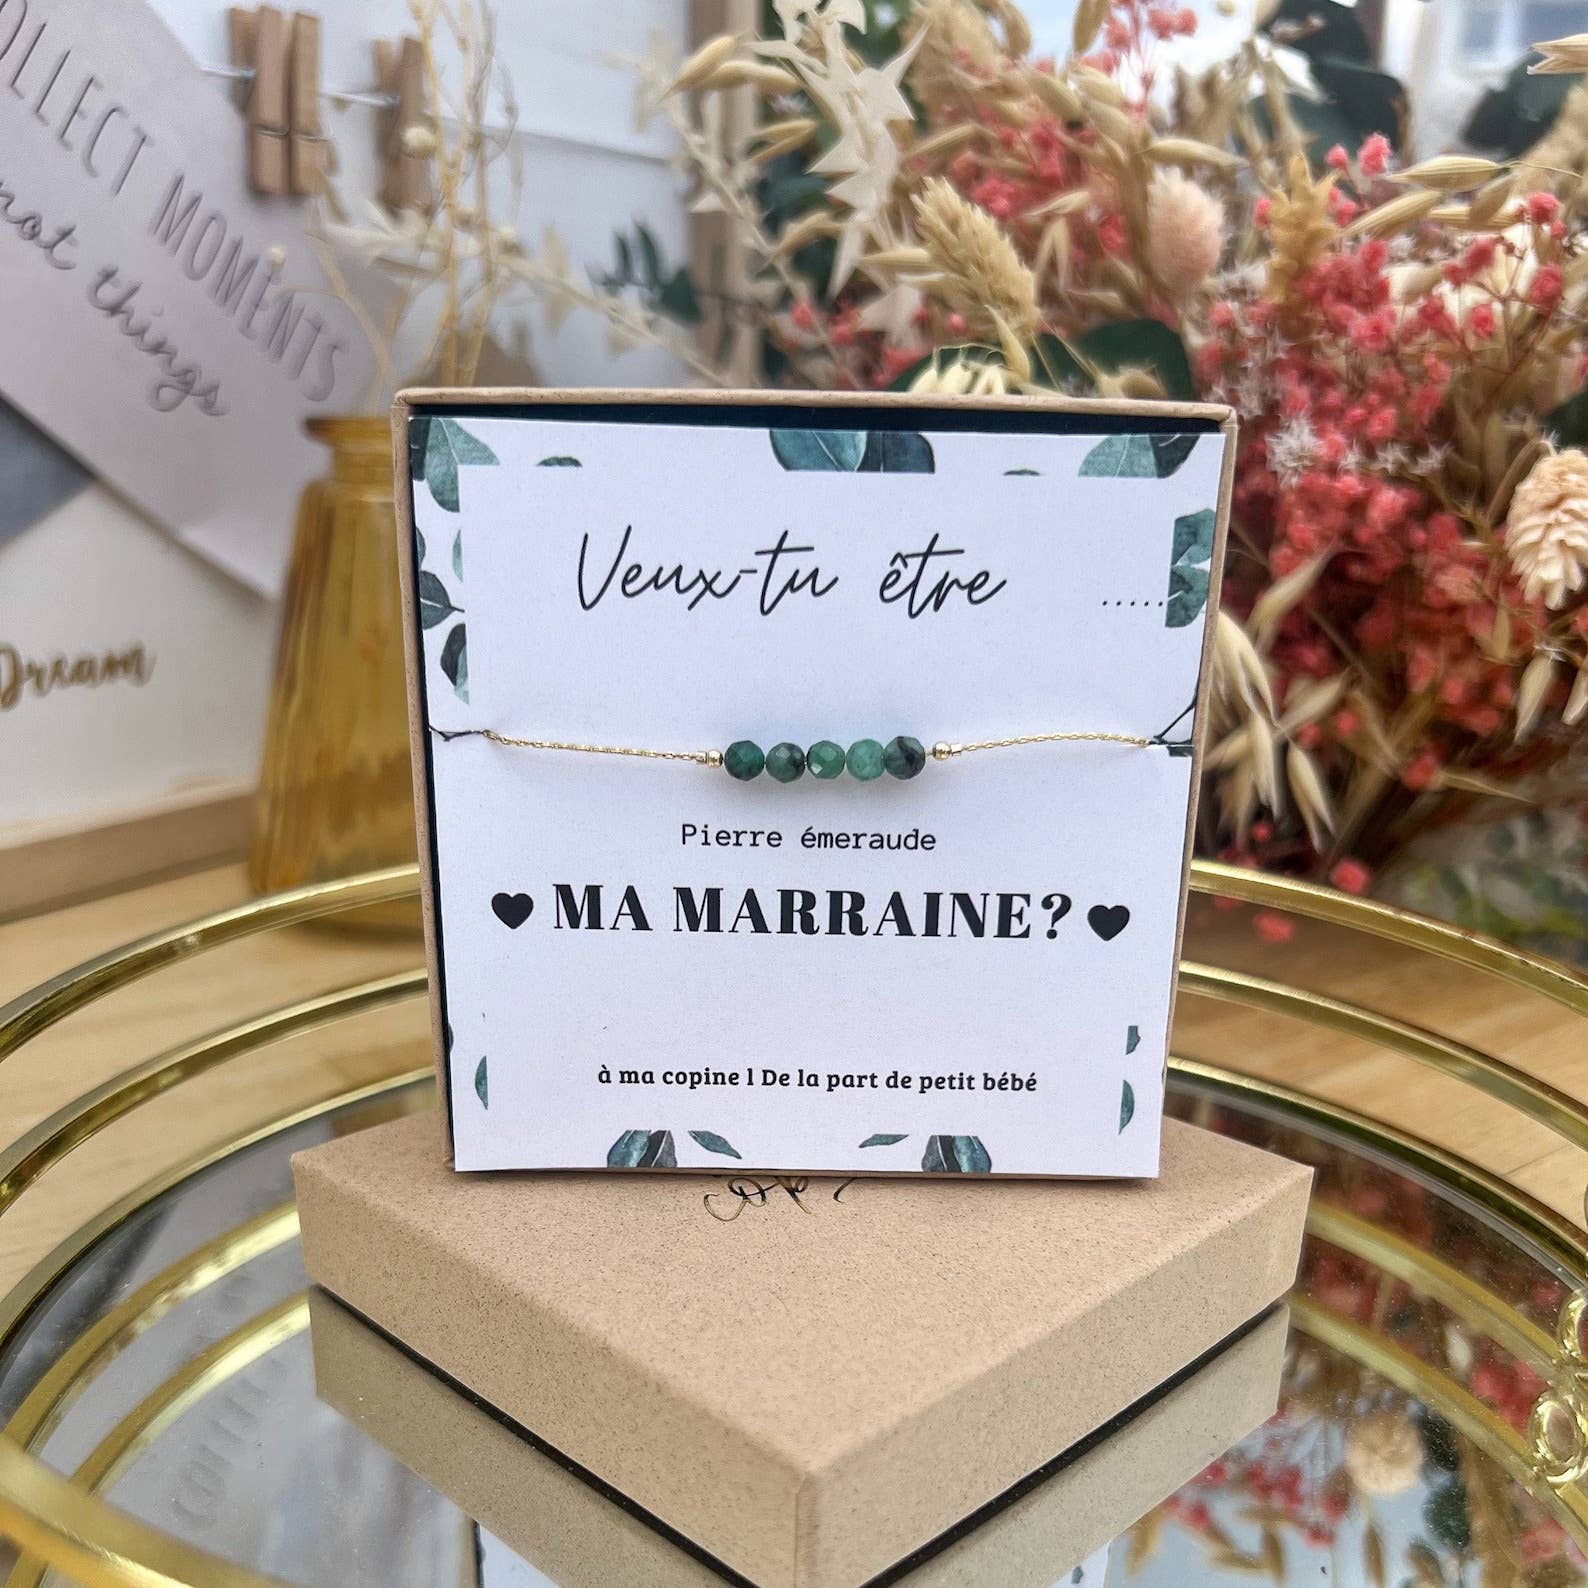 COLLECT MOMENTS
not things
Dream
Veux-tu être .....
Pierre émeraude
MA MARRAINE?
à ma copine l De la part de petit bébé